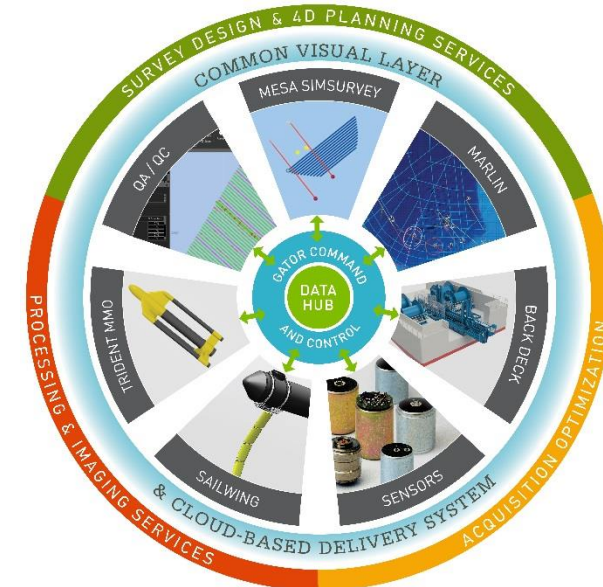 SURVEY DESIGN & 4D PLANNING SERVICES
COMMON VISUAL LAYER
MESA SIMSURVEY
QA / QC
MARLIN
GATOR COMMAND
DATA
HUB
AND CONTROL
TRIDENT MMO
BACK DECK
SAILWING
SENSORS
& CLOUD-BASED DELIVERY SYSTEM
PROCESSING & IMAGING SERVICES
ACQUISITION OPTIMIZATION